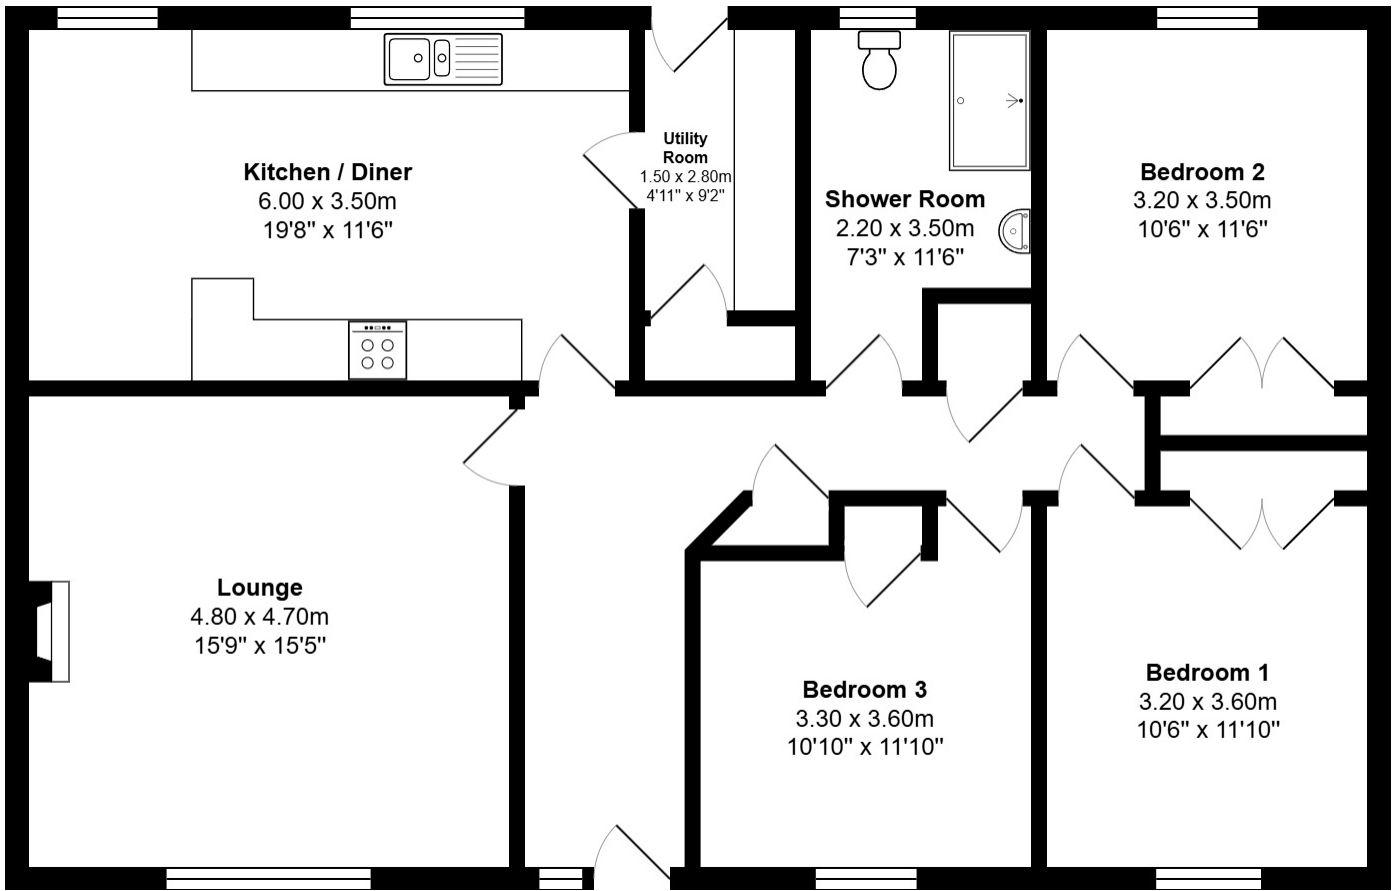 Kitchen / Diner
6.00 x 3.50m
19'8" x 11'6"
Utility
Room
1.50 x 2.80m
4'11" x 9'2"
Shower Room
2.20 x 3.50m
7'3" x 11'6"
Bedroom 2
3.20 x 3.50m
10'6" x 11'6"
Lounge
4.80 x 4.70m
15'9" x 15'5"
Bedroom 3
3.30 x 3.60m
10'10" x 11'10"
Bedroom 1
3.20 x 3.60m
10'6" x 11'10"